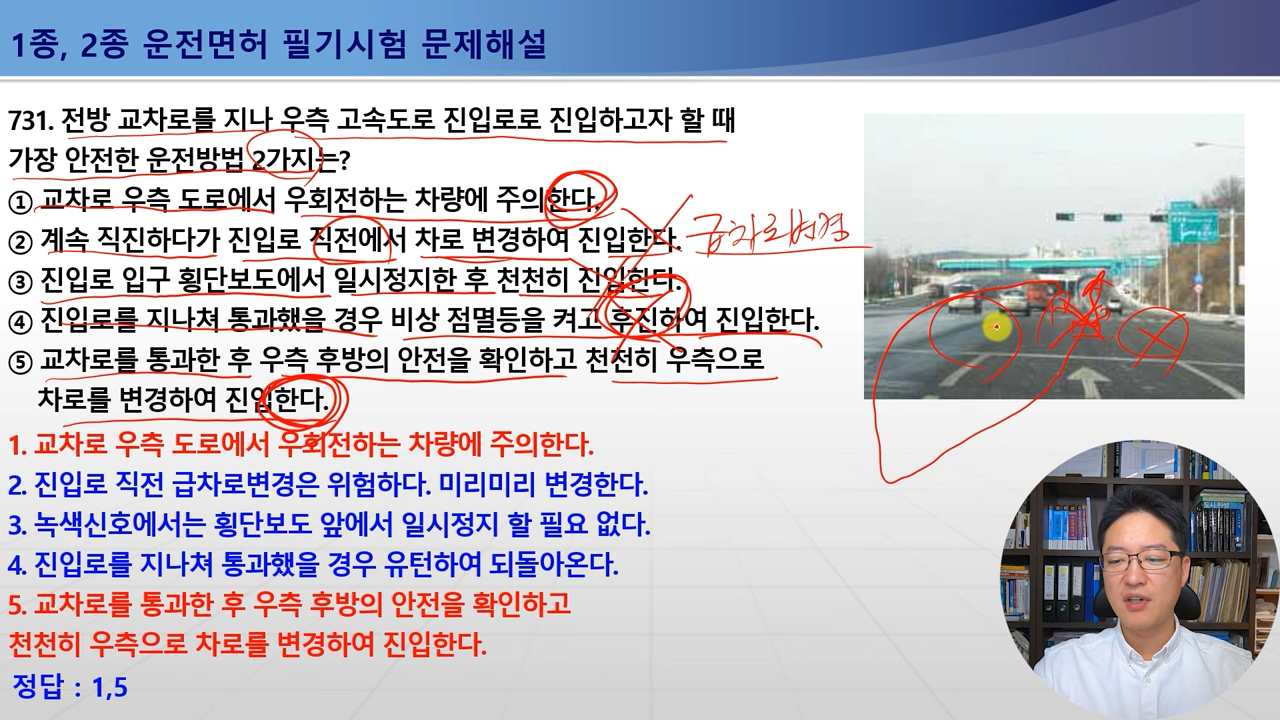 1종, 2종 운전면허 필기시험 문제해설
731. 전방 교차로를 지나 우측 고속도로 진입로로 진입하고자 할 때
가장 안전한 운전방법 2가지는?
① 교차로 우측 도로에서 우회전하는 차량에 주의한다.
② 계속 직진하다가 진입로 직전에서 차로 변경하여 진입한다.
급차로변경
③ 진입로 입구 횡단보도에서 일시정지한 후 천천히 진입한다.
④ 진입로를 지나쳐 통과했을 경우 비상 점멸등을 켜고 후진하여 진입한다.
⑤ 교차로를 통과한 후 우측 후방의 안전을 확인하고 천천히 우측으로
차로를 변경하여 진입한다.
1. 교차로 우측 도로에서 우회전하는 차량에 주의한다.
2. 진입로 직전 급차로변경은 위험하다. 미리미리 변경한다.
3. 녹색신호에서는 횡단보도 앞에서 일시정지 할 필요 없다.
4. 진입로를 지나쳐 통과했을 경우 유턴하여 되돌아온다.
5. 교차로를 통과한 후 우측 후방의 안전을 확인하고
천천히 우측으로 차로를 변경하여 진입한다.
정답 : 1,5